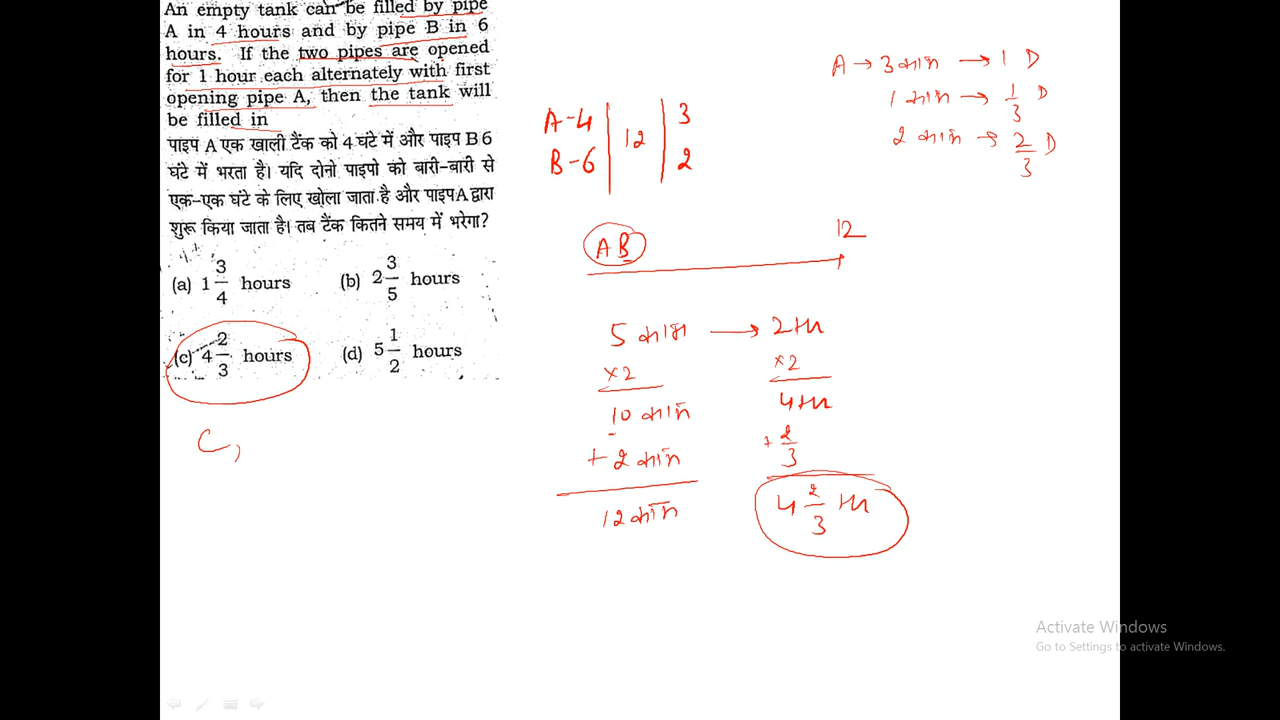 An empty tank can be filled by pipe
A in 4 hours and by pipe B in 6
hours. If the two pipes are opened
for 1 hour each alternately with first
opening pipe A, then the tank will
be filled in
पाइप A एक खाली टैंक को 4 घंटे में और पाइप B 6
घंटे में भरता है। यदि दोनो पाइपो को बारी-बारी से
एक-एक घंटे के लिए खोला जाता है और पाइप A द्वारा
शुरू किया जाता है। तब टैंक कितने समय में भरेगा?
(a) 1 3/4 hours (b) 2 3/5 hours
(c) 4 2/3 hours (d) 5 1/2 hours
C,
A-4 | 12 | 3
B-6 | | 2
A → 3 भाग → 1 D
1 भाग → 1/3 D
2 भाग → 2/3 D
AB 12
5 भाग → 2 Hr
×2 ×2
10 भाग 4 Hr
+ 2 भाग + 2/3
12 भाग 4 2/3 Hr
Activate Windows
Go to Settings to activate Windows.